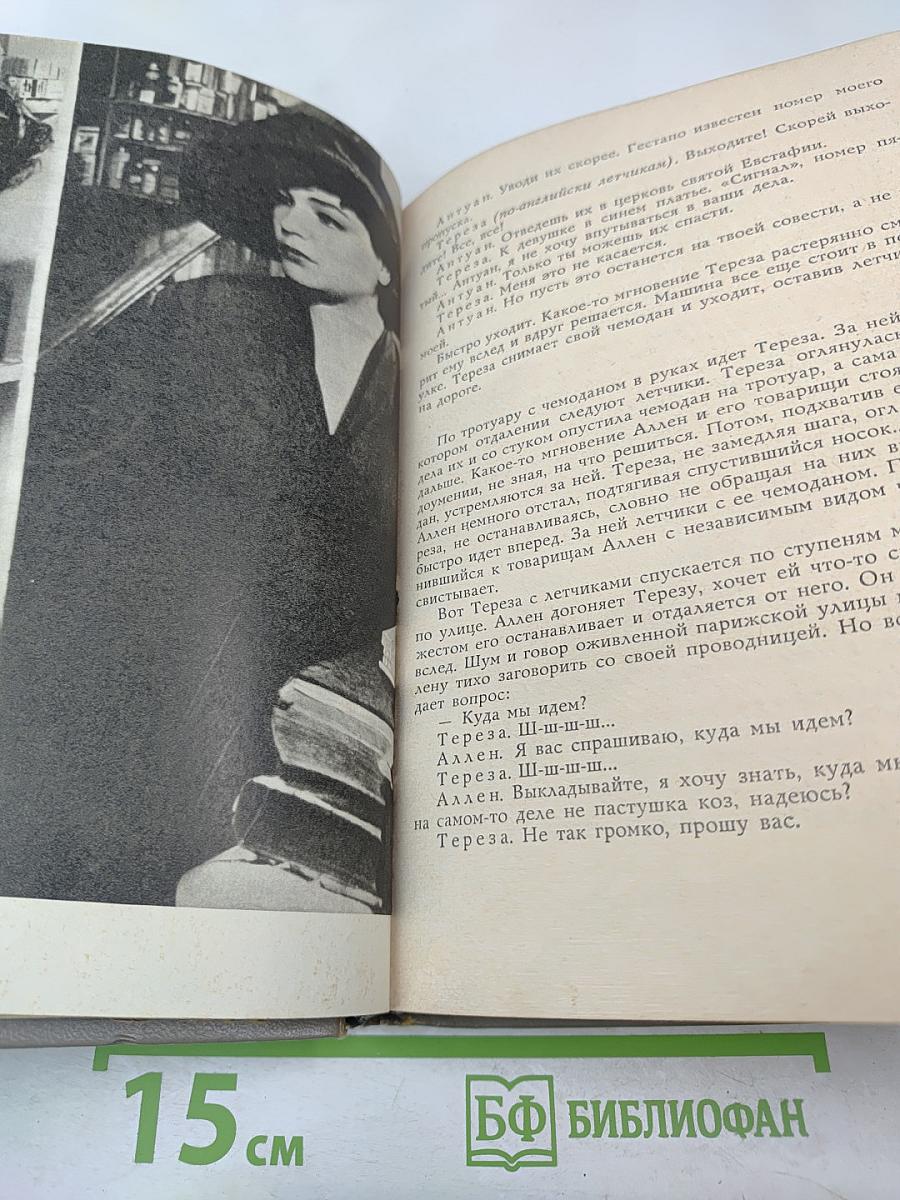 Антуан. Уводи их скорее. Гестапо известен номер моего
пропуска.
Тереза (по-английски летчикам). Выходите! Скорей выхо-
дите! Все, все!
Антуан. Отведешь их в церковь святой Евстафии.
Тереза. К девушке в синем платье. «Сигнал», номер пя-
тый... Антуан, я не хочу впутываться в ваши дела.
Антуан. Только ты можешь их спасти.
Тереза. Меня это не касается.
Антуан. Но пусть это останется на твоей совести, а не
моей.
Быстро уходит. Какое-то мгновение Тереза растерянно см
рит ему вслед и вдруг решается. Машина все еще стоит в пе
улке. Тереза снимает свой чемодан и уходит, оставив летчи
на дороге.
По тротуару с чемоданом в руках идет Тереза. За ней
котором отдалении следуют летчики. Тереза оглянулась
дела их и со стуком опустила чемодан на тротуар, а сама
дальше. Какое-то мгновение Аллен и его товарищи стоя
доумении, не зная, на что решиться. Потом, подхватив е
дан, устремляются за ней. Тереза, не замедляя шага, огл
Аллен немного отстал, подтягивая спустившийся носок..
реза, не останавливаясь, словно не обращая на них в
быстро идет вперед. За ней летчики с ее чемоданом. П
нившийся к товарищам Аллен с независимым видом ч
свистывает.
Вот Тереза с летчиками спускается по ступеням м
по улице. Аллен догоняет Терезу, хочет ей что-то с
жестом его останавливает и отдаляется от него. Он
вслед. Шум и говор оживленной парижской улицы
лену тихо заговорить со своей проводницей. Но во
дает вопрос:
— Куда мы идем?
Тереза. Ш-ш-ш-ш...
Аллен. Я вас спрашиваю, куда мы идем?
Тереза. Ш-ш-ш-ш...
Аллен. Выкладывайте, я хочу знать, куда мы
на самом-то деле не пастушка коз, надеюсь?
Тереза. Не так громко, прошу вас.
15 см
БФ БИБЛИОФАН